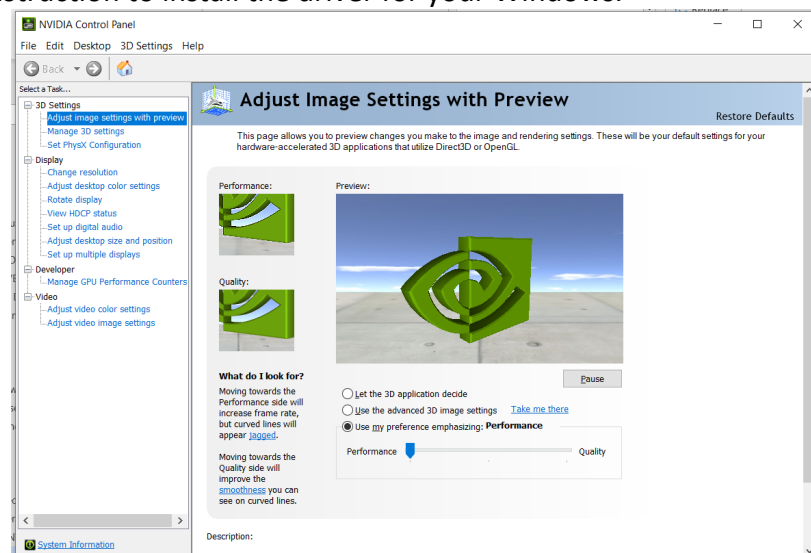 struction to install the driver for your Windows.
NVIDIA Control Panel
File Edit Desktop 3D Settings Help
Back
Select a Task...
3D Settings
Adjust image settings with preview
Manage 3D settings
Set PhysX Configuration
Display
Change resolution
Adjust desktop color settings
Rotate display
View HDCP status
Set up digital audio
Adjust desktop size and position
Set up multiple displays
Developer
Manage GPU Performance Counters
Video
Adjust video color settings
Adjust video image settings
System Information
Adjust Image Settings with Preview
Restore Defaults
This page allows you to preview changes you make to the image and rendering settings. These will be your default settings for your
hardware-accelerated 3D applications that utilize Direct3D or OpenGL.
Performance:
Quality:
What do I look for?
Moving towards the
Performance side will
increase frame rate,
but curved lines will
appear jagged.
Moving towards the
Quality side will
improve the
smoothness you can
see on curved lines.
Preview:
Pause
Let the 3D application decide
Use the advanced 3D image settings Take me there
Use my preference emphasizing: Performance
Performance Quality
Description: